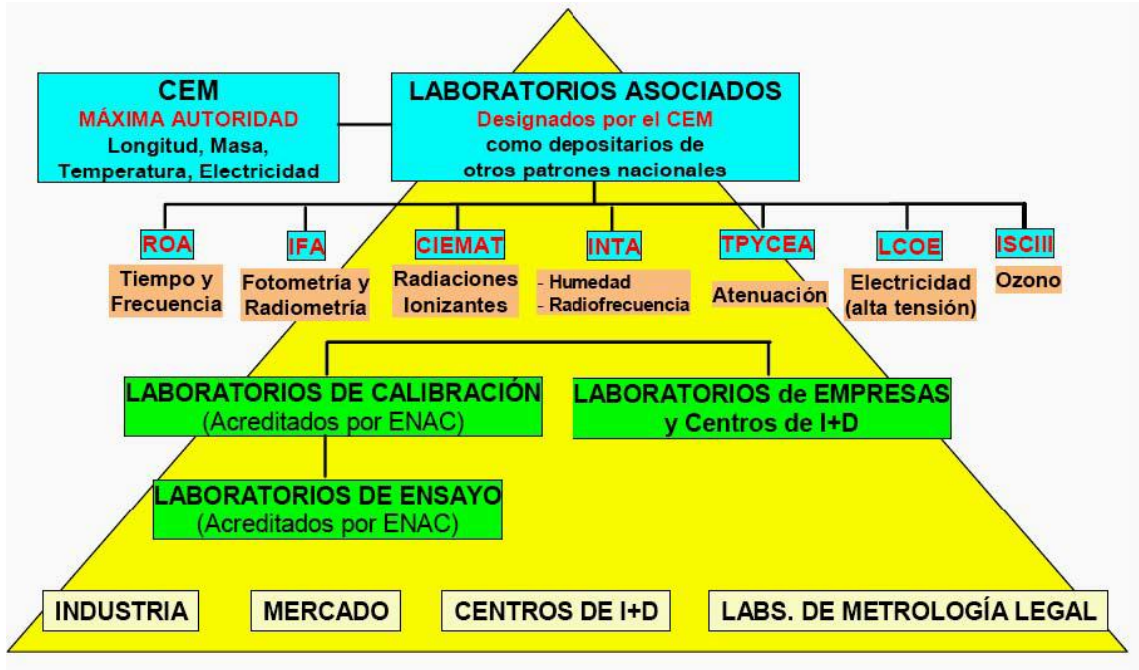 CEM
MÁXIMA AUTORIDAD
Longitud, Masa,
Temperatura, Electricidad
LABORATORIOS ASOCIADOS
Designados por el CEM
como depositarios de
otros patrones nacionales
ROA
IFA
CIEMAT
INTA
TPYCEA
LCOE
ISCIII
Tiempo y
Frecuencia
Fotometría y
Radiometría
Radiaciones
Ionizantes
- Humedad
- Radiofrecuencia
Atenuación
Electricidad
(alta tensión)
Ozono
LABORATORIOS DE CALIBRACIÓN
(Acreditados por ENAC)
LABORATORIOS de EMPRESAS
y Centros de I+D
LABORATORIOS DE ENSAYO
(Acreditados por ENAC)
INDUSTRIA
MERCADO
CENTROS DE I+D
LABS. DE METROLOGÍA LEGAL